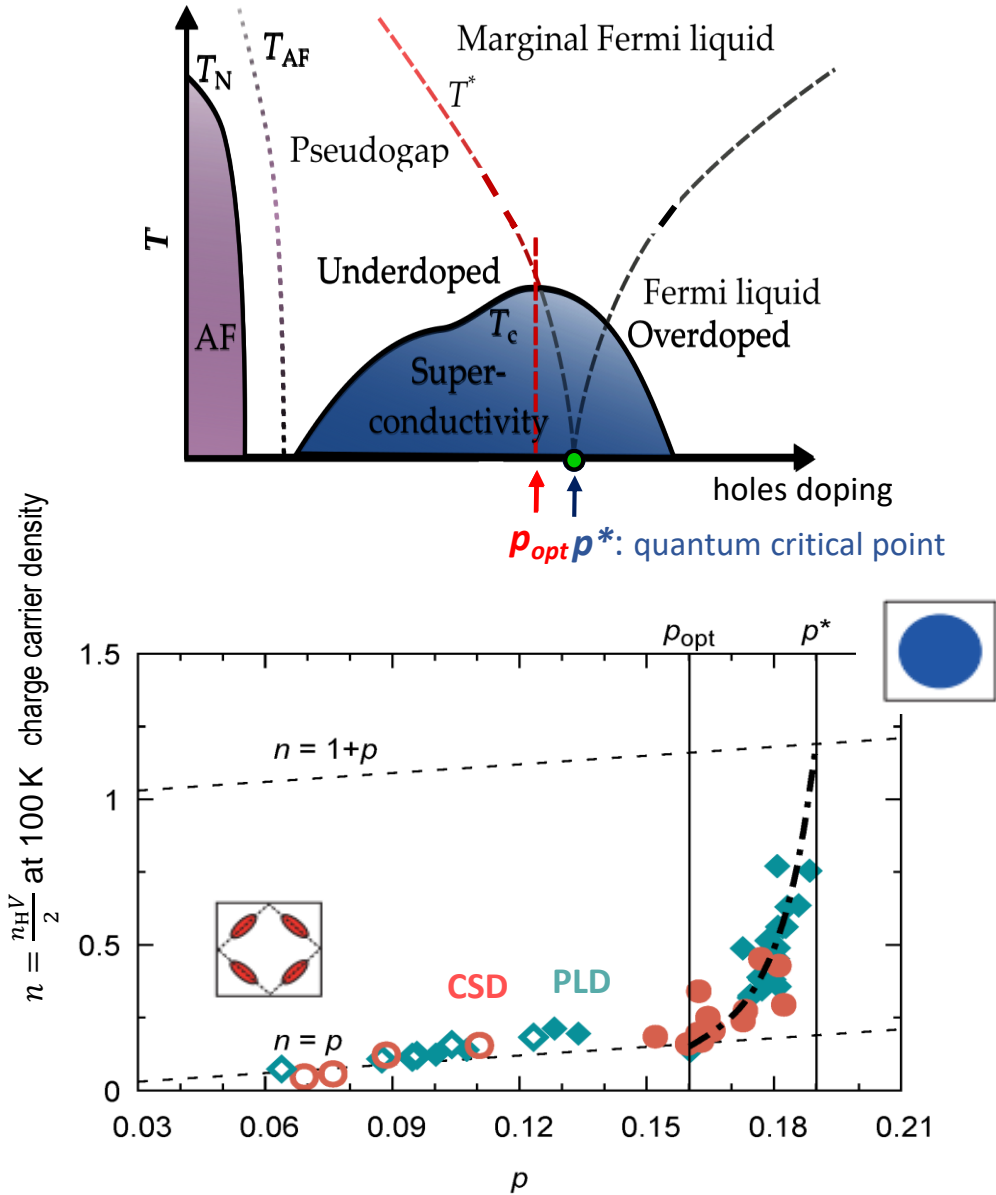 T_N
T_AF
Marginal Fermi liquid
T*
Pseudogap
T
Underdoped
Fermi liquid
Overdoped
AF
T_c
Super-
conductivity
holes doping
p_opt p*: quantum critical point
n = n_H V / 2 at 100 K charge carrier density
p_opt
p*
1.5
n = 1+p
1
0.5
CSD
PLD
n = p
0
0.03
0.06
0.09
0.12
0.15
0.18
0.21
p